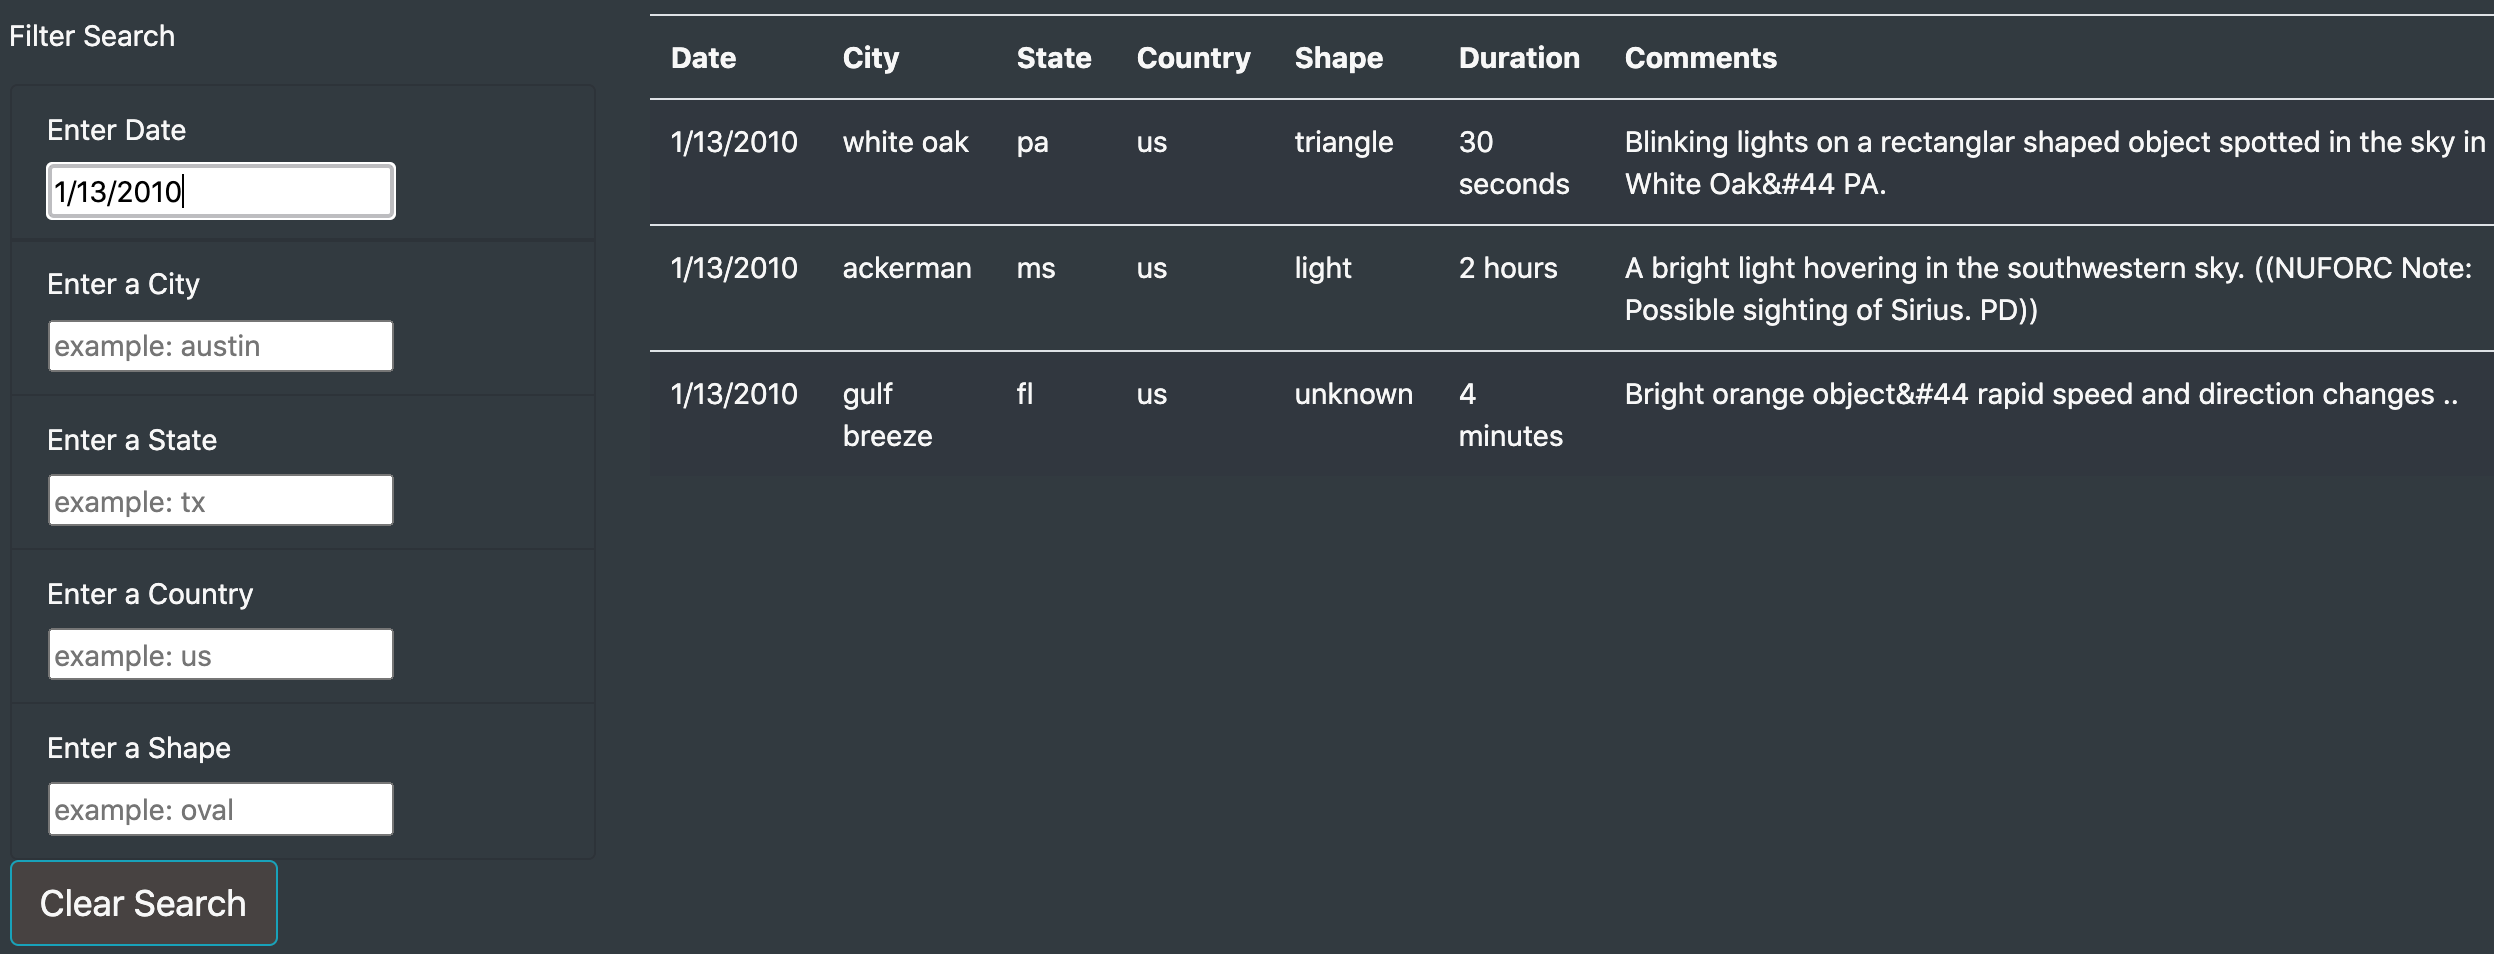 Filter Search
Enter Date
1/13/2010
Enter a City
example: austin
Enter a State
example: tx
Enter a Country
example: us
Enter a Shape
example: oval
Clear Search
Date City State Country Shape Duration Comments
1/13/2010 white oak pa us triangle 30 Blinking lights on a rectanglar shaped object spotted in the sky in
seconds White Oak&#44 PA.
1/13/2010 ackerman ms us light 2 hours A bright light hovering in the southwestern sky. ((NUFORC Note:
Possible sighting of Sirius. PD))
1/13/2010 gulf fl us unknown 4 Bright orange object&#44 rapid speed and direction changes ..
breeze minutes